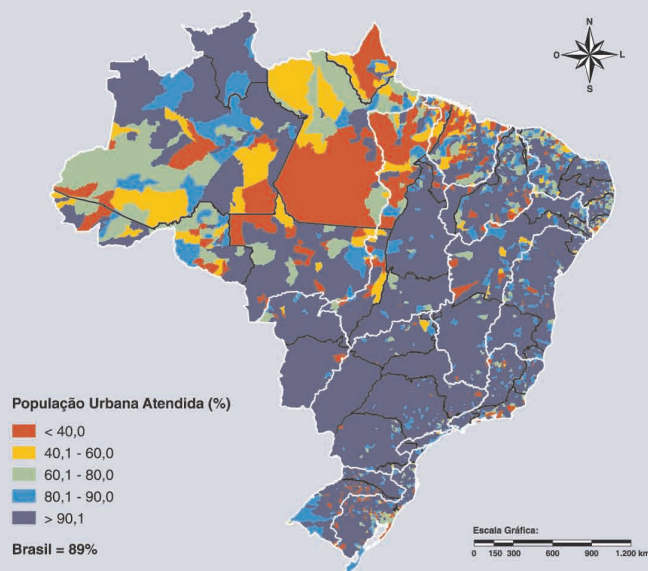 N
O L
S
População Urbana Atendida (%)
< 40,0
40,1 - 60,0
60,1 - 80,0
80,1 - 90,0
> 90,1
Brasil = 89%
Escala Gráfica:
0 150 300 600 900 1.200 km